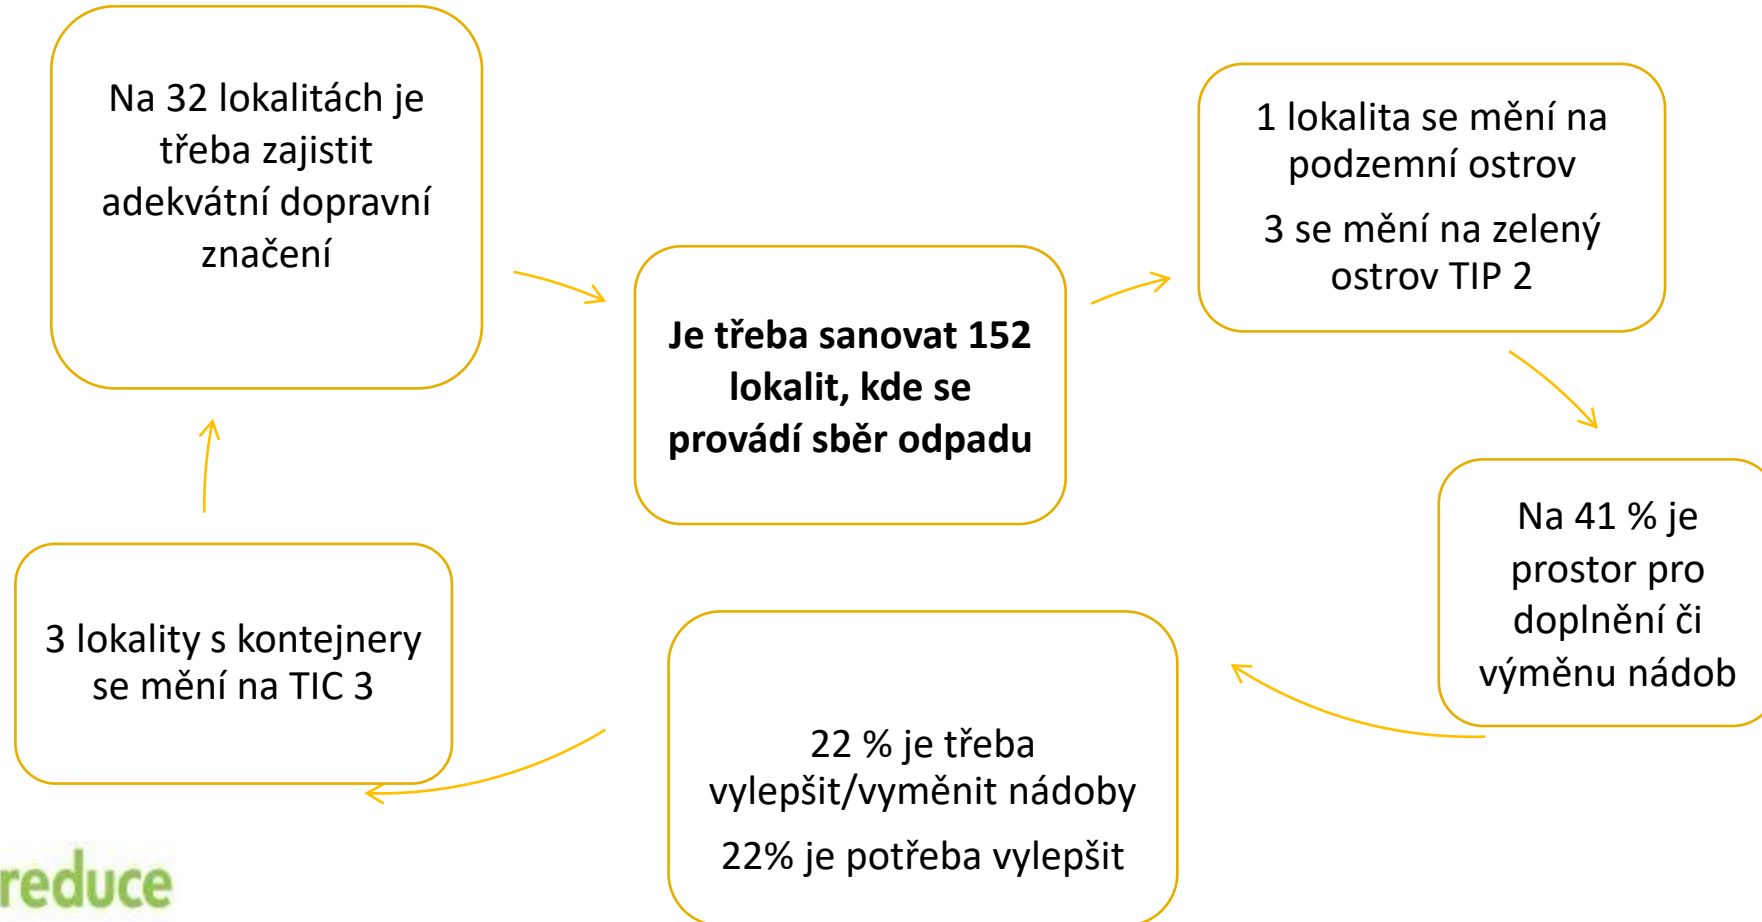 Na 32 lokalitách je
třeba zajistit
adekvátní dopravní
značení
Je třeba sanovat 152
lokalit, kde se
provádí sběr odpadu
1 lokalita se mění na
podzemní ostrov
3 se mění na zelený
ostrov TIP 2
Na 41 % je
prostor pro
doplnění či
výměnu nádob
22 % je třeba
vylepšit/vyměnit nádoby
22% je potřeba vylepšit
3 lokality s kontejnery
se mění na TIC 3
reduce